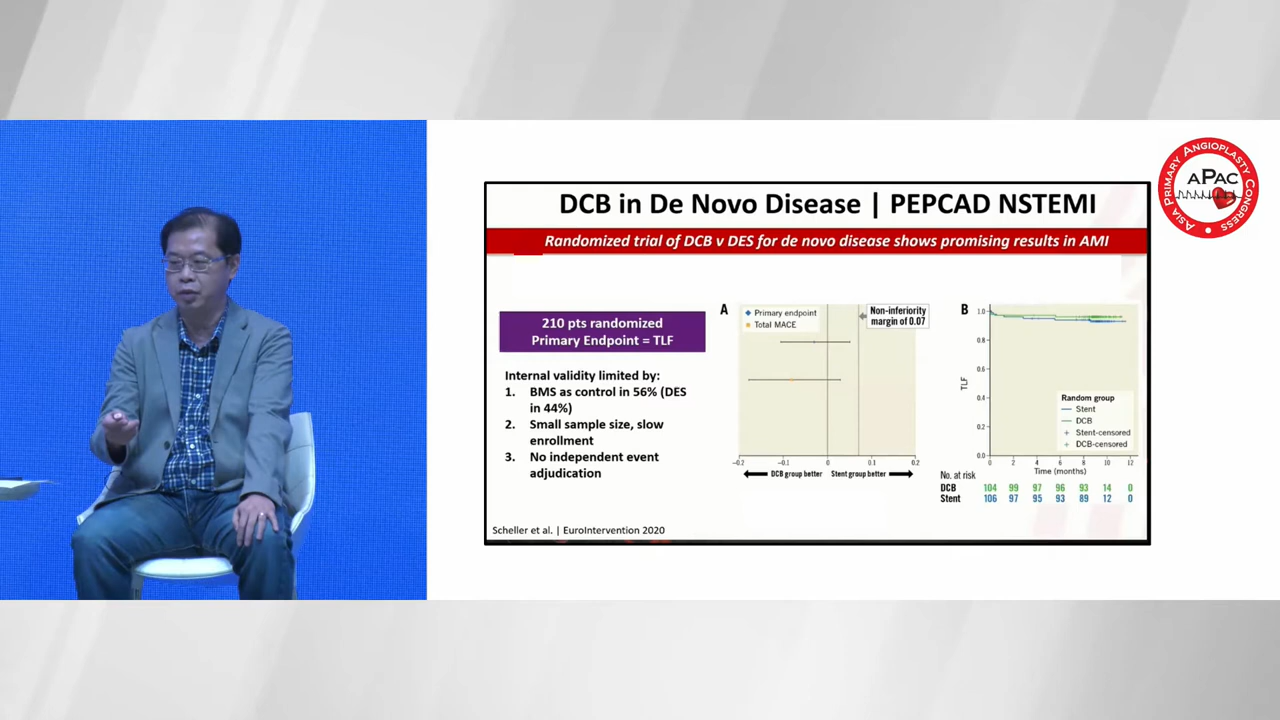 DCB in De Novo Disease | PEPCAD NSTEMI
Randomized trial of DCB v DES for de novo disease shows promising results in AMI
210 pts randomized
Primary Endpoint = TLF
Internal validity limited by:
1. BMS as control in 56% (DES
in 44%)
2. Small sample size, slow
enrollment
3. No independent event
adjudication
A
Primary endpoint
Total MACE
Non-inferiority
margin of 0.07
-0.2 -0.1 0 0.1 0.2
DCB group better Stent group better
B
1.0
0.8
0.6
0.4
0.2
0.0
TLF
Random group
Stent
DCB
Stent-censored
DCB-censored
0 2 4 6 8 10 12
Time (months)
No. at risk
DCB 104 99 97 96 93 14 0
Stent 106 97 95 93 89 12 0
Scheller et al. | EuroIntervention 2020
ASIA PRIMARY ANGIOPLASTY CONGRESS
aPAC